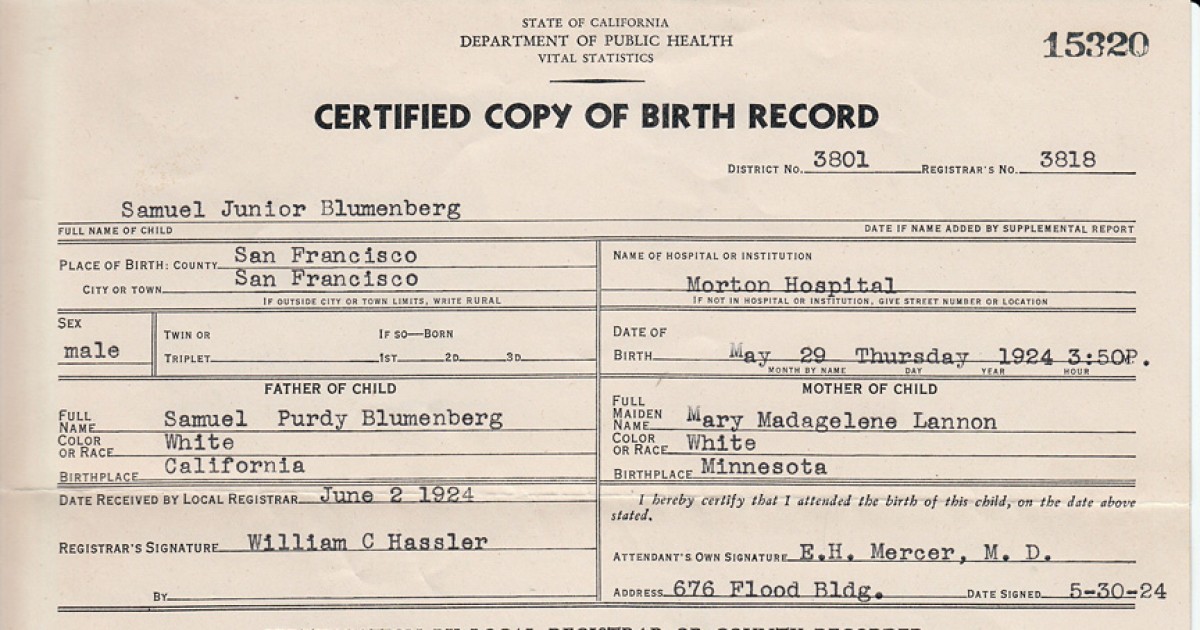 STATE OF CALIFORNIA
DEPARTMENT OF PUBLIC HEALTH
VITAL STATISTICS
15320
CERTIFIED COPY OF BIRTH RECORD
DISTRICT No. 3801 REGISTRAR'S No. 3818
Samuel Junior Blumenberg
FULL NAME OF CHILD DATE IF NAME ADDED BY SUPPLEMENTAL REPORT
PLACE OF BIRTH: COUNTY San Francisco
CITY OR TOWN San Francisco
IF OUTSIDE CITY OR TOWN LIMITS, WRITE RURAL
NAME OF HOSPITAL OR INSTITUTION
Morton Hospital
IF NOT IN HOSPITAL OR INSTITUTION, GIVE STREET NUMBER OR LOCATION
SEX
male
TWIN OR IF SO—BORN
TRIPLET 1ST 2D 3D
DATE OF
BIRTH May 29 Thursday 1924 3:50P.
MONTH BY NAME DAY YEAR HOUR
FATHER OF CHILD
FULL
NAME Samuel Purdy Blumenberg
COLOR
OR RACE White
BIRTHPLACE California
MOTHER OF CHILD
FULL
MAIDEN
NAME Mary Madagelene Lannon
COLOR
OR RACE White
BIRTHPLACE Minnesota
DATE RECEIVED BY LOCAL REGISTRAR June 2 1924
REGISTRAR'S SIGNATURE William C Hassler
BY
I hereby certify that I attended the birth of this child, on the date above
stated.
ATTENDANT'S OWN SIGNATURE E.H. Mercer, M. D.
ADDRESS 676 Flood Bldg. DATE SIGNED 5-30-24